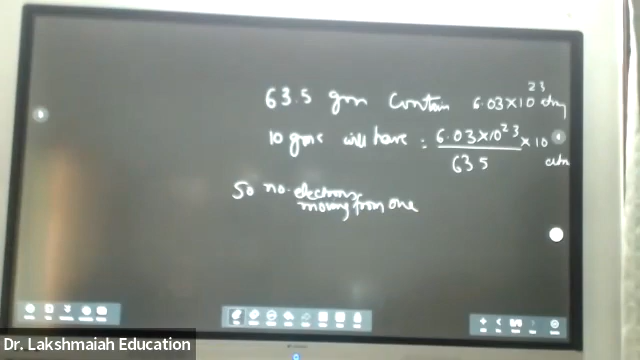 63.5 gm contain 6.03×10^23 atm
10 gms will have = 6.03×10^23 / 63.5 × 10 atm
So no. electrons
moving from one
Dr. Lakshmaiah Education